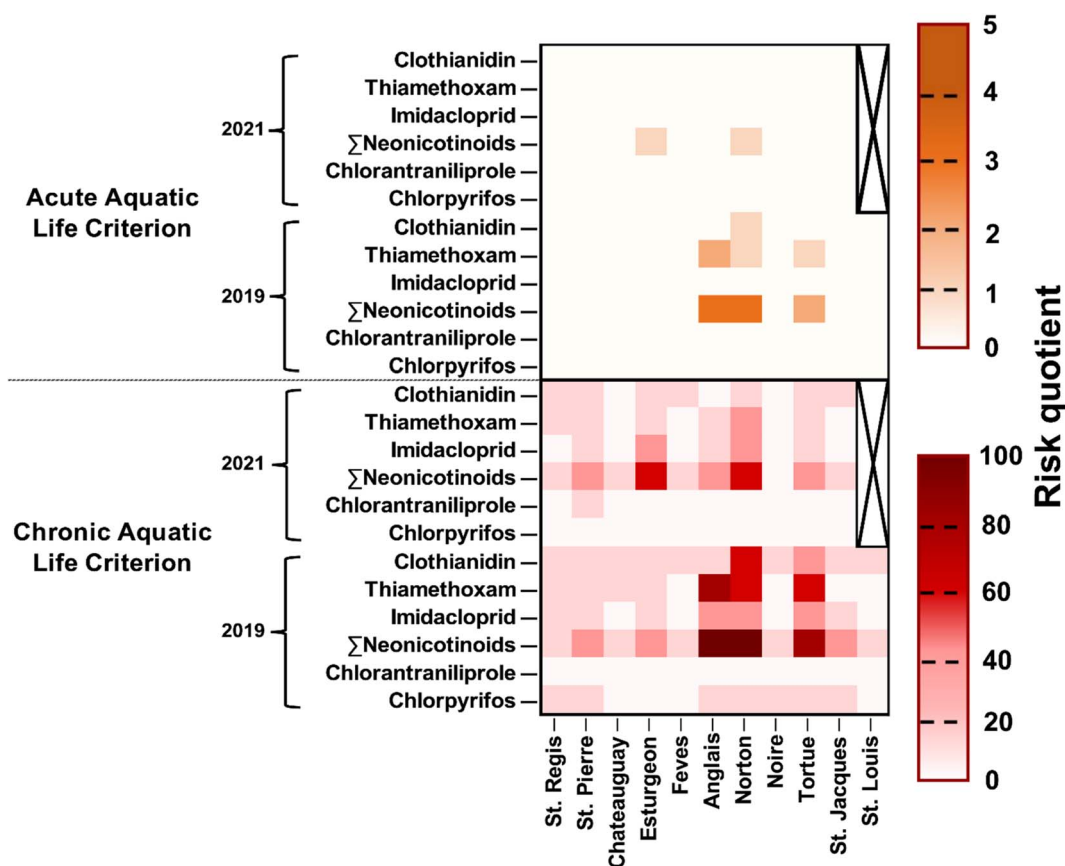 Acute Aquatic
Life Criterion
2021
Clothianidin
Thiamethoxam
Imidacloprid
∑Neonicotinoids
Chlorantraniliprole
Chlorpyrifos
2019
Clothianidin
Thiamethoxam
Imidacloprid
∑Neonicotinoids
Chlorantraniliprole
Chlorpyrifos
Chronic Aquatic
Life Criterion
2021
Clothianidin
Thiamethoxam
Imidacloprid
∑Neonicotinoids
Chlorantraniliprole
Chlorpyrifos
2019
Clothianidin
Thiamethoxam
Imidacloprid
∑Neonicotinoids
Chlorantraniliprole
Chlorpyrifos
St. Regis
St. Pierre
Chateauguay
Esturgeon
Feves
Anglais
Norton
Noire
Tortue
St. Jacques
St. Louis
5
4
3
2
1
0
100
80
60
40
20
0
Risk quotient